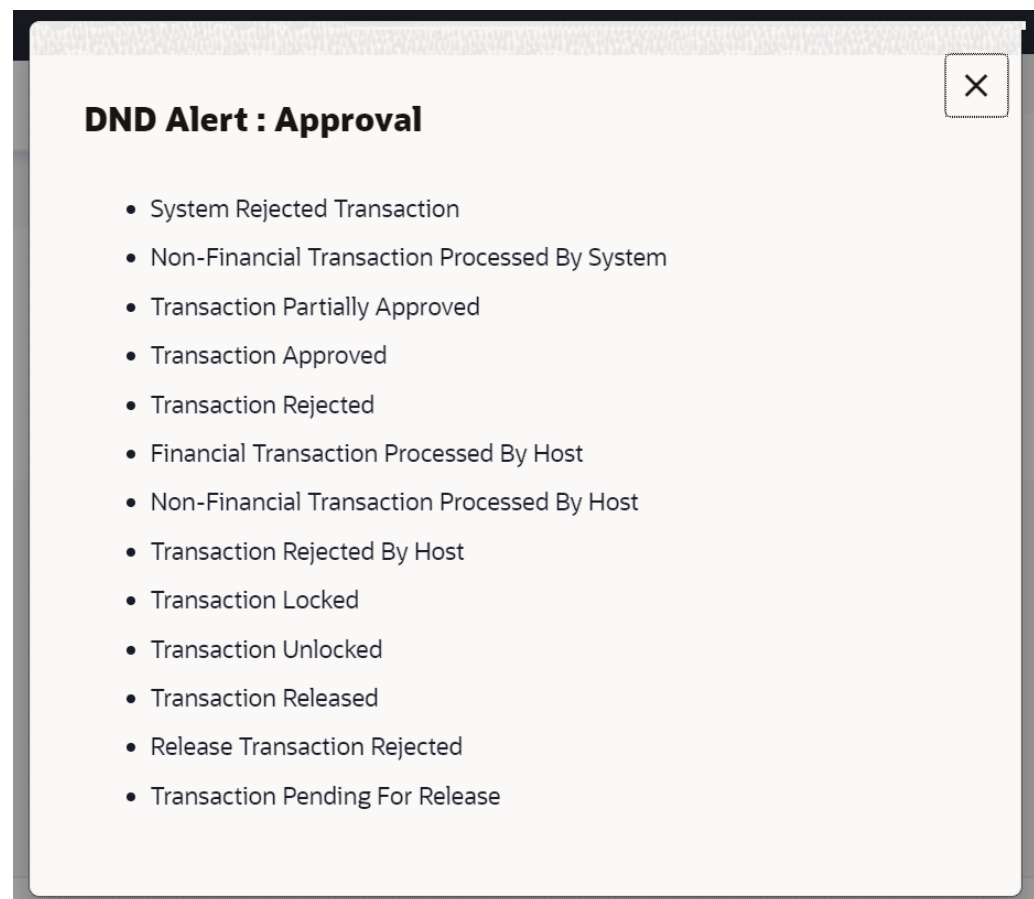 DND Alert : Approval
System Rejected Transaction
Non-Financial Transaction Processed By System
Transaction Partially Approved
Transaction Approved
Transaction Rejected
Financial Transaction Processed By Host
Non-Financial Transaction Processed By Host
Transaction Rejected By Host
Transaction Locked
Transaction Unlocked
Transaction Released
Release Transaction Rejected
Transaction Pending For Release